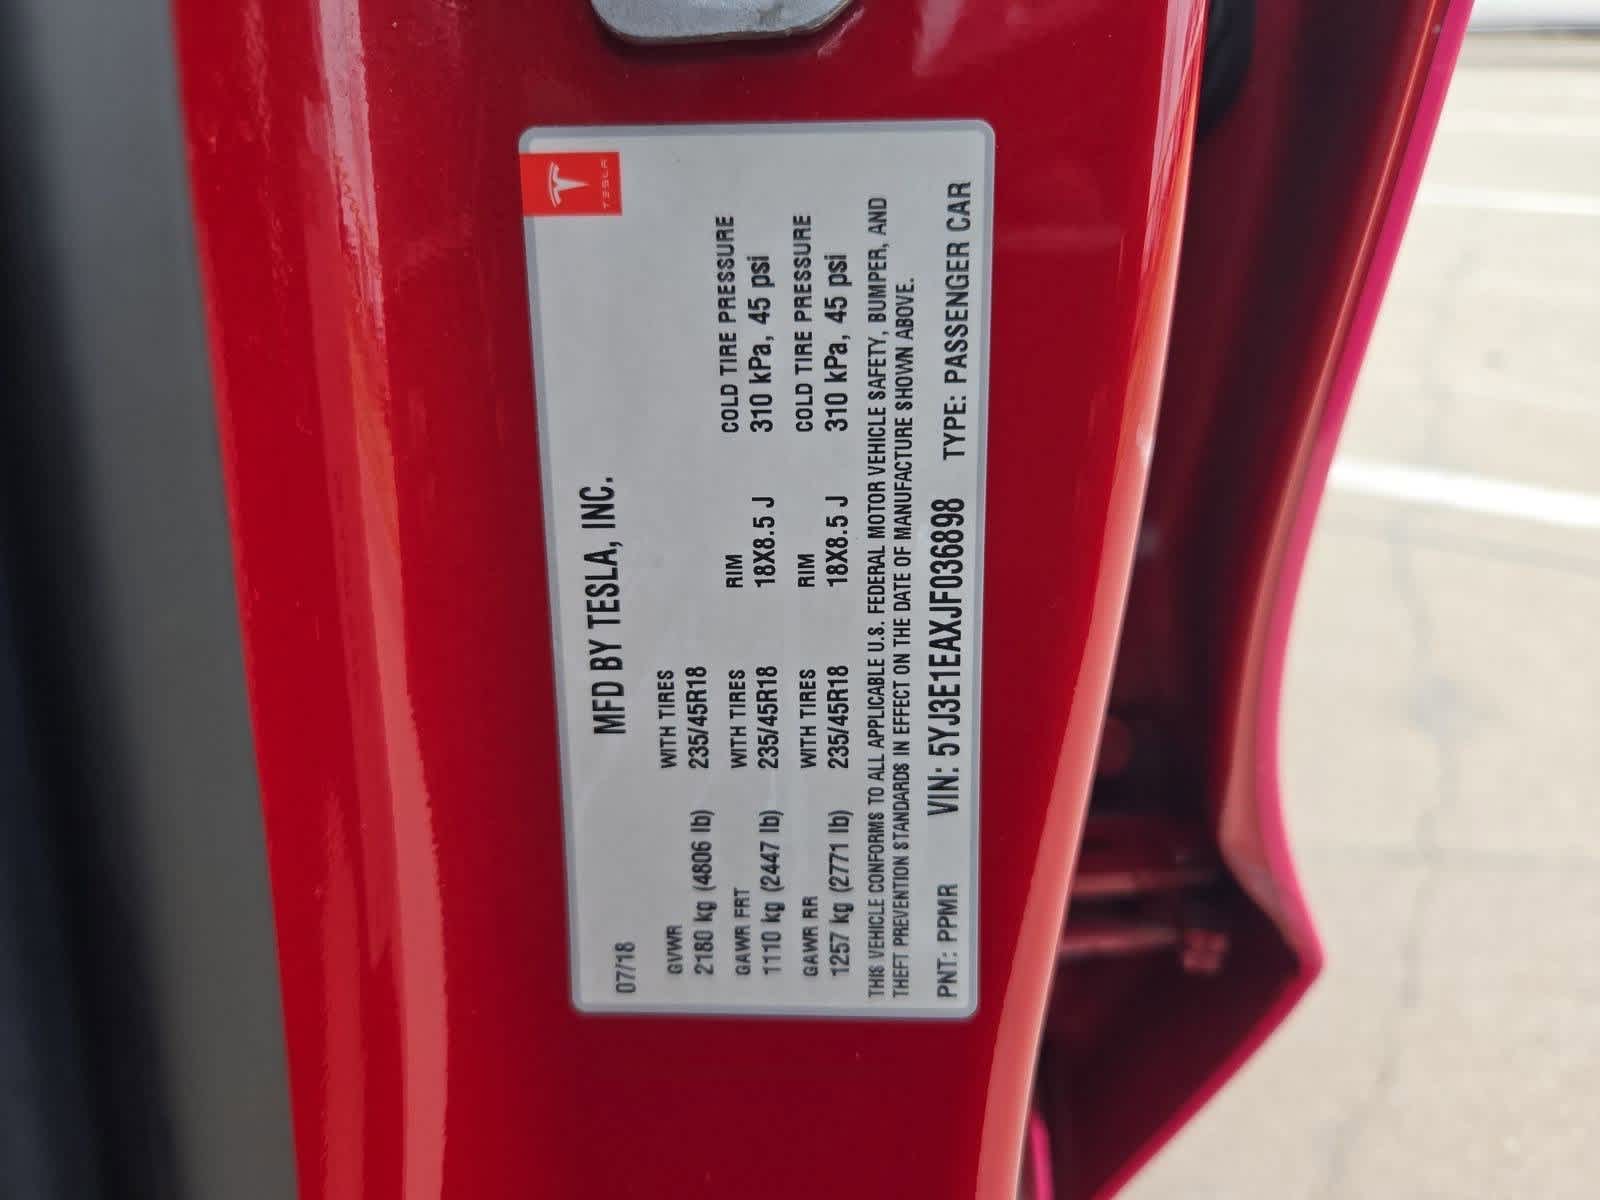 TESLA
MFD BY TESLA, INC.
07/18
GVWR WITH TIRES
2180 kg (4806 lb) 235/45R18
GAWR FRT WITH TIRES RIM COLD TIRE PRESSURE
1110 kg (2447 lb) 235/45R18 18X8.5 J 310 kPa, 45 psi
GAWR RR WITH TIRES RIM COLD TIRE PRESSURE
1257 kg (2771 lb) 235/45R18 18X8.5 J 310 kPa, 45 psi
THIS VEHICLE CONFORMS TO ALL APPLICABLE U.S. FEDERAL MOTOR VEHICLE SAFETY, BUMPER, AND
THEFT PREVENTION STANDARDS IN EFFECT ON THE DATE OF MANUFACTURE SHOWN ABOVE.
PNT: PPMR VIN: 5YJ3E1EAXJF036898 TYPE: PASSENGER CAR